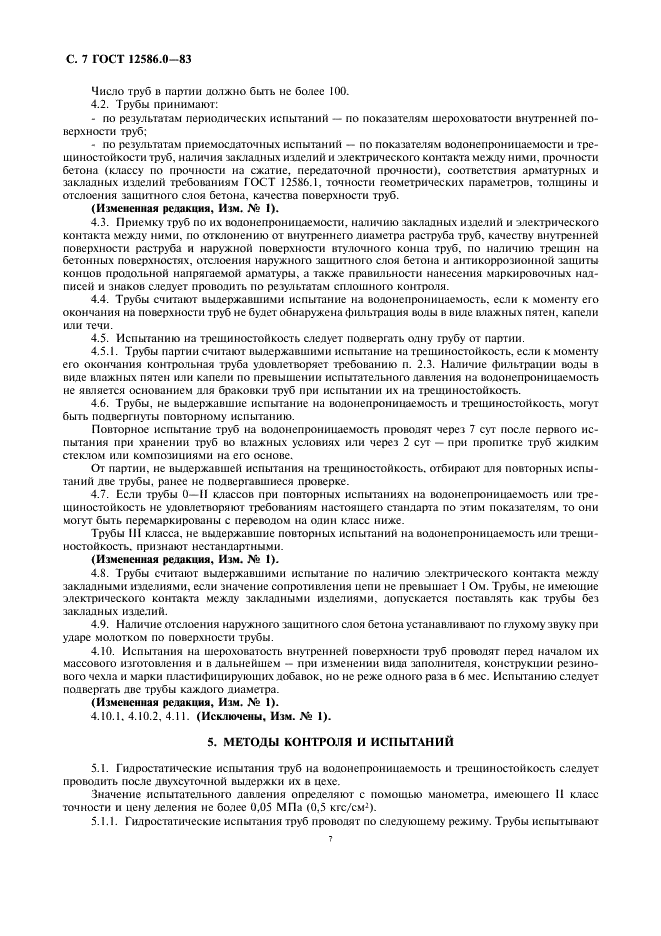 С. 7 ГОСТ 12586.0—83
Число труб в партии должно быть не более 100.
4.2. Трубы принимают:
- по результатам периодических испытаний — по показателям шероховатости внутренней по-
верхности труб;
- по результатам приемосдаточных испытаний — по показателям водонепроницаемости и тре-
щиностойкости труб, наличия закладных изделий и электрического контакта между ними, прочности
бетона (классу по прочности на сжатие, передаточной прочности), соответствия арматурных и
закладных изделий требованиям ГОСТ 12586.1, точности геометрических параметров, толщины и
отслоения защитного слоя бетона, качества поверхности труб.
(Измененная редакция, Изм. № 1).
4.3. Приемку труб по их водонепроницаемости, наличию закладных изделий и электрического
контакта между ними, по отклонению от внутреннего диаметра раструба труб, качеству внутренней
поверхности раструба и наружной поверхности втулочного конца труб, по наличию трещин на
бетонных поверхностях, отслоения наружного защитного слоя бетона и антикоррозионной защиты
концов продольной напрягаемой арматуры, а также правильности нанесения маркировочных над-
писей и знаков следует проводить по результатам сплошного контроля.
4.4. Трубы считают выдержавшими испытание на водонепроницаемость, если к моменту его
окончания на поверхности труб не будет обнаружена фильтрация воды в виде влажных пятен, капели
или течи.
4.5. Испытанию на трещиностойкость следует подвергать одну трубу от партии.
4.5.1. Трубы партии считают выдержавшими испытание на трещиностойкость, если к моменту
его окончания контрольная труба удовлетворяет требованию п. 2.3. Наличие фильтрации воды в
виде влажных пятен или капели по превышении испытательного давления на водонепроницаемость
не является основанием для браковки труб при испытании их на трещиностойкость.
4.6. Трубы, не выдержавшие испытание на водонепроницаемость и трещиностойкость, могут
быть подвергнуты повторному испытанию.
Повторное испытание труб на водонепроницаемость проводят через 7 сут после первого ис-
пытания при хранении труб во влажных условиях или через 2 сут — при пропитке труб жидким
стеклом или композициями на его основе.
От партии, не выдержавшей испытания на трещиностойкость, отбирают для повторных испы-
таний две трубы, ранее не подвергавшиеся проверке.
4.7. Если трубы 0—II классов при повторных испытаниях на водонепроницаемость или тре-
щиностойкость не удовлетворяют требованиям настоящего стандарта по этим показателям, то они
могут быть перемаркированы с переводом на один класс ниже.
Трубы III класса, не выдержавшие повторных испытаний на водонепроницаемость или трещи-
ностойкость, признают нестандартными.
(Измененная редакция, Изм. № 1).
4.8. Трубы считают выдержавшими испытание по наличию электрического контакта между
закладными изделиями, если значение сопротивления цепи не превышает 1 Ом. Трубы, не имеющие
электрического контакта между закладными изделиями, допускается поставлять как трубы без
закладных изделий.
4.9. Наличие отслоения наружного защитного слоя бетона устанавливают по глухому звуку при
ударе молотком по поверхности трубы.
4.10. Испытания на шероховатость внутренней поверхности труб проводят перед началом их
массового изготовления и в дальнейшем — при изменении вида заполнителя, конструкции резино-
вого чехла и марки пластифицирующих добавок, но не реже одного раза в 6 мес. Испытанию следует
подвергать две трубы каждого диаметра.
(Измененная редакция, Изм. № 1).
4.10.1, 4.10.2, 4.11. (Исключены, Изм. № 1).
5. МЕТОДЫ КОНТРОЛЯ И ИСПЫТАНИЙ
5.1. Гидростатические испытания труб на водонепроницаемость и трещиностойкость следует
проводить после двухсуточной выдержки их в цехе.
Значение испытательного давления определяют с помощью манометра, имеющего II класс
точности и цену деления не более 0,05 МПа (0,5 кгс/см²).
5.1.1. Гидростатические испытания труб проводят по следующему режиму. Трубы испытывают
7